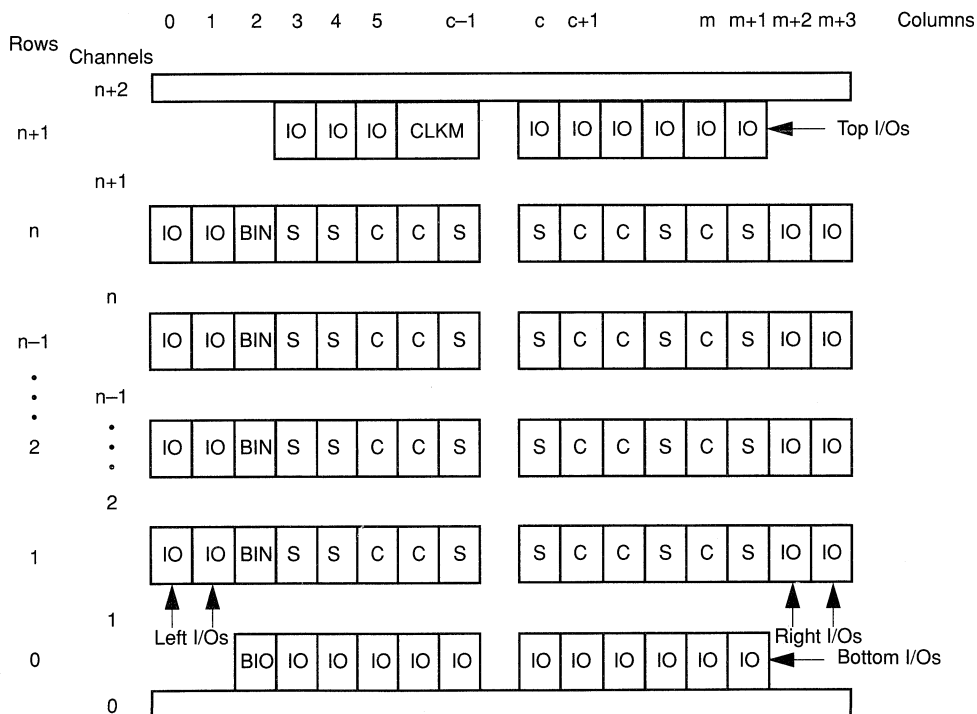 0 1 2 3 4 5 c–1 c c+1 m m+1 m+2 m+3 Columns
Rows
Channels
n+2
n+1 IO IO IO CLKM IO IO IO IO IO IO Top I/Os
n+1
n IO IO BIN S S C C S S C C S C S IO IO
n
n–1 IO IO BIN S S C C S S C C S C S IO IO
n–1
2 IO IO BIN S S C C S S C C S C S IO IO
2
1 IO IO BIN S S C C S S C C S C S IO IO
1
Left I/Os Right I/Os
0 BIO IO IO IO IO IO IO IO IO IO IO IO Bottom I/Os
0